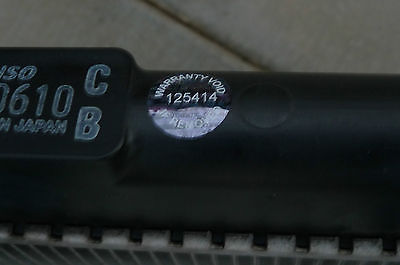 NSO
0610
N JAPAN
C
B
WARRANTY VOID
125414